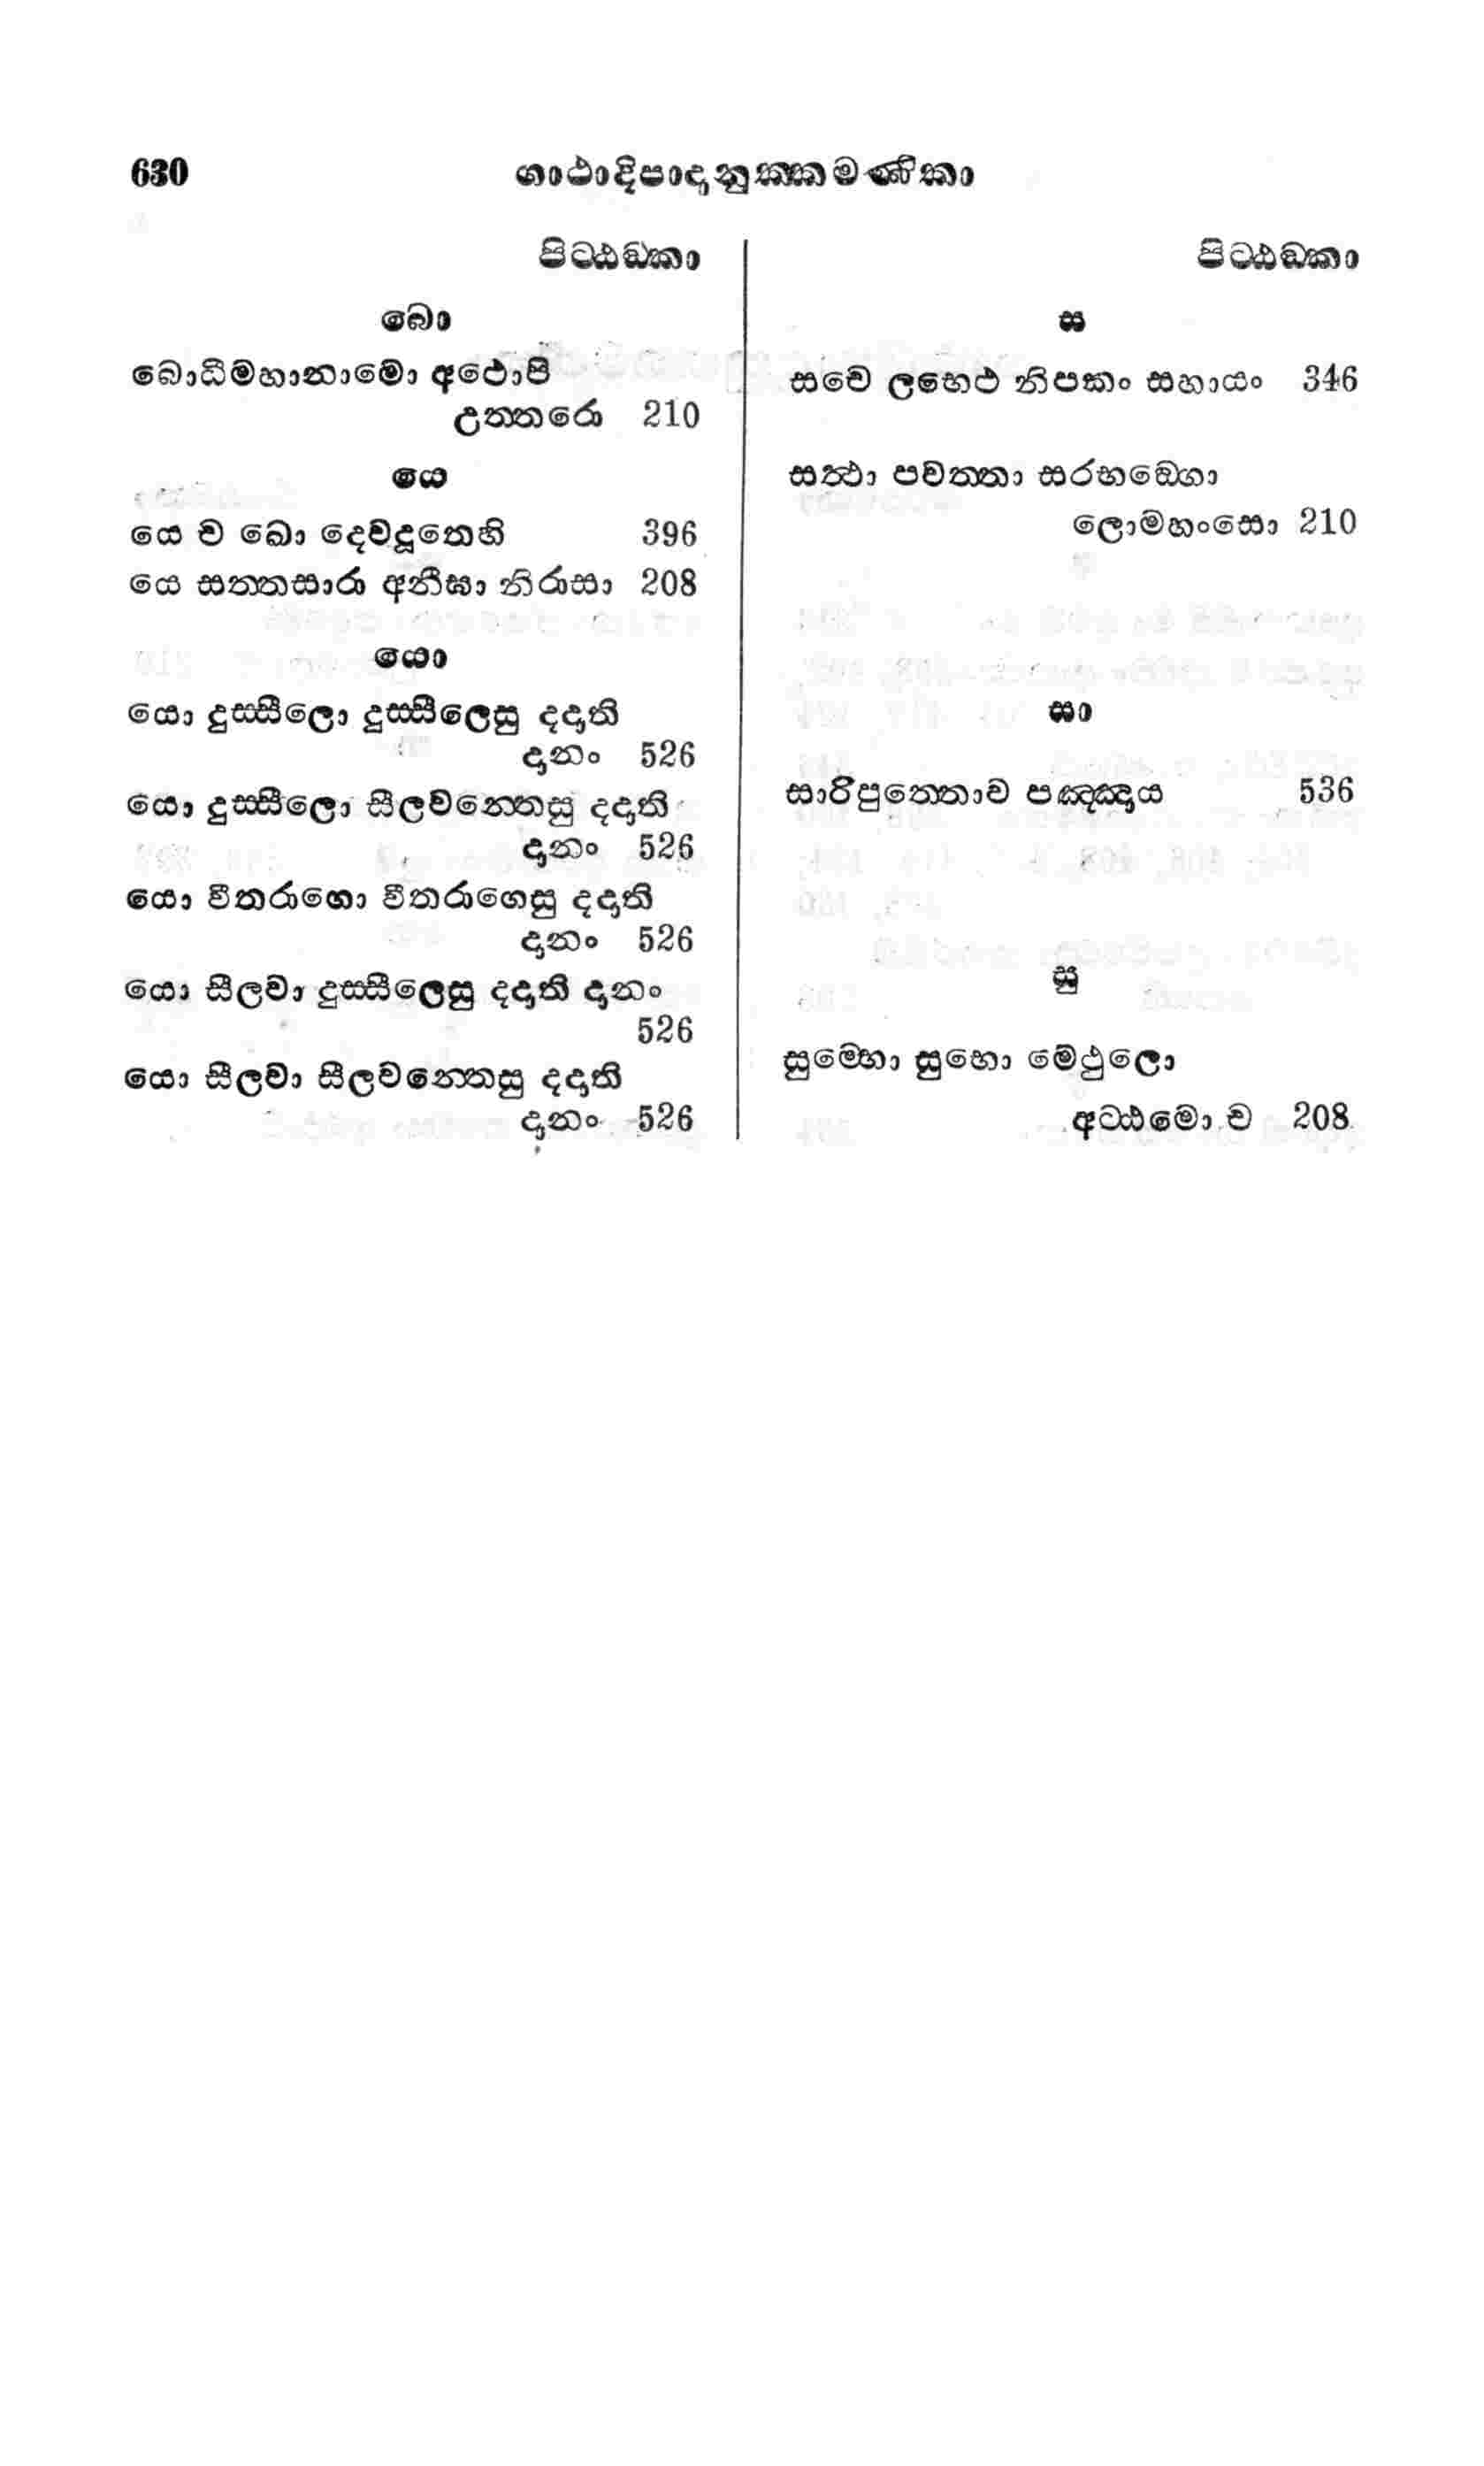 630 ගාථාදිපාදානුක්කමණිකා
පිට්ඨඞ්කා
බො
බොධිමහානාමො අථොපි
උත්තරො 210
යෙ
යෙ ච ඛො දෙවදූතෙහි 396
යෙ සත්තසාරා අනීඝා නිරාසා 208
යො
යො දුස්සීලො දුස්සීලෙසු දදාති
දානං 526
යො දුස්සීලො සීලවන්තෙසු දදාති
දානං 526
යො වීතරාගො වීතරාගෙසු දදාති
දානං 526
යො සීලවා දුස්සීලෙසු දදාති දානං
526
යො සීලවා සීලවන්තෙසු දදාති
දානං 526
පිට්ඨඞ්කා
ස
සචෙ ලභෙථ නිපකං සහායං 346
සත්ථා පවත්තා සරභඞ්ගො
ලොමහංසො 210
සා
සාරිපුත්තොව පඤ්ඤාය 536
සු
සුම්භො සුභො මෙථුලො
අට්ඨමො ච 208